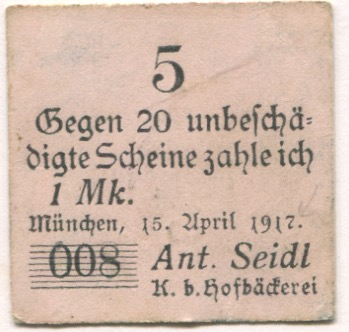 5
Gegen 20 unbeschä=
digte Scheine zahle ich
1 Mk.
München, 15. April 1917.
008 Ant. Seidl
K. b. Hofbäckerei